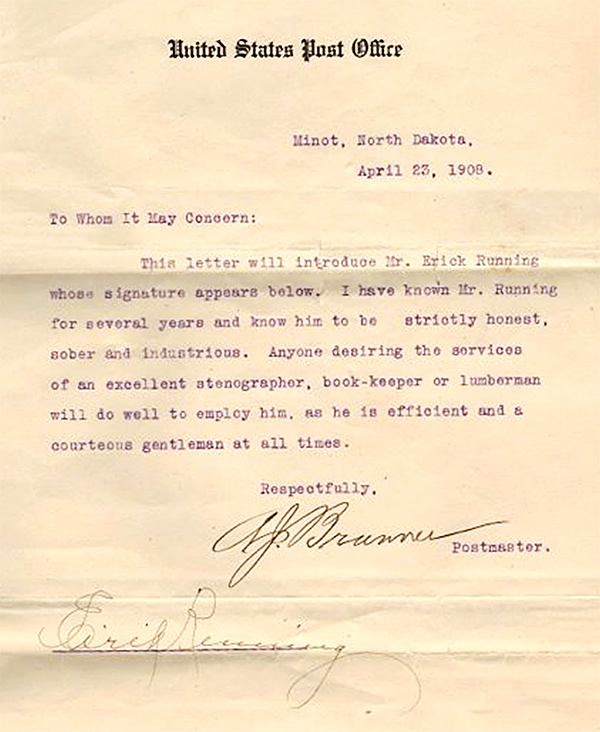 United States Post Office
Minot, North Dakota,
April 23, 1908.
To Whom It May Concern:
This letter will introduce Mr. Erick Running
whose signature appears below. I have known Mr. Running
for several years and know him to be strictly honest,
sober and industrious. Anyone desiring the services
of an excellent stenographer, book-keeper or lumberman
will do well to employ him, as he is efficient and a
courteous gentleman at all times.
Respectfully,
Brunner
Postmaster.
Eirik Running